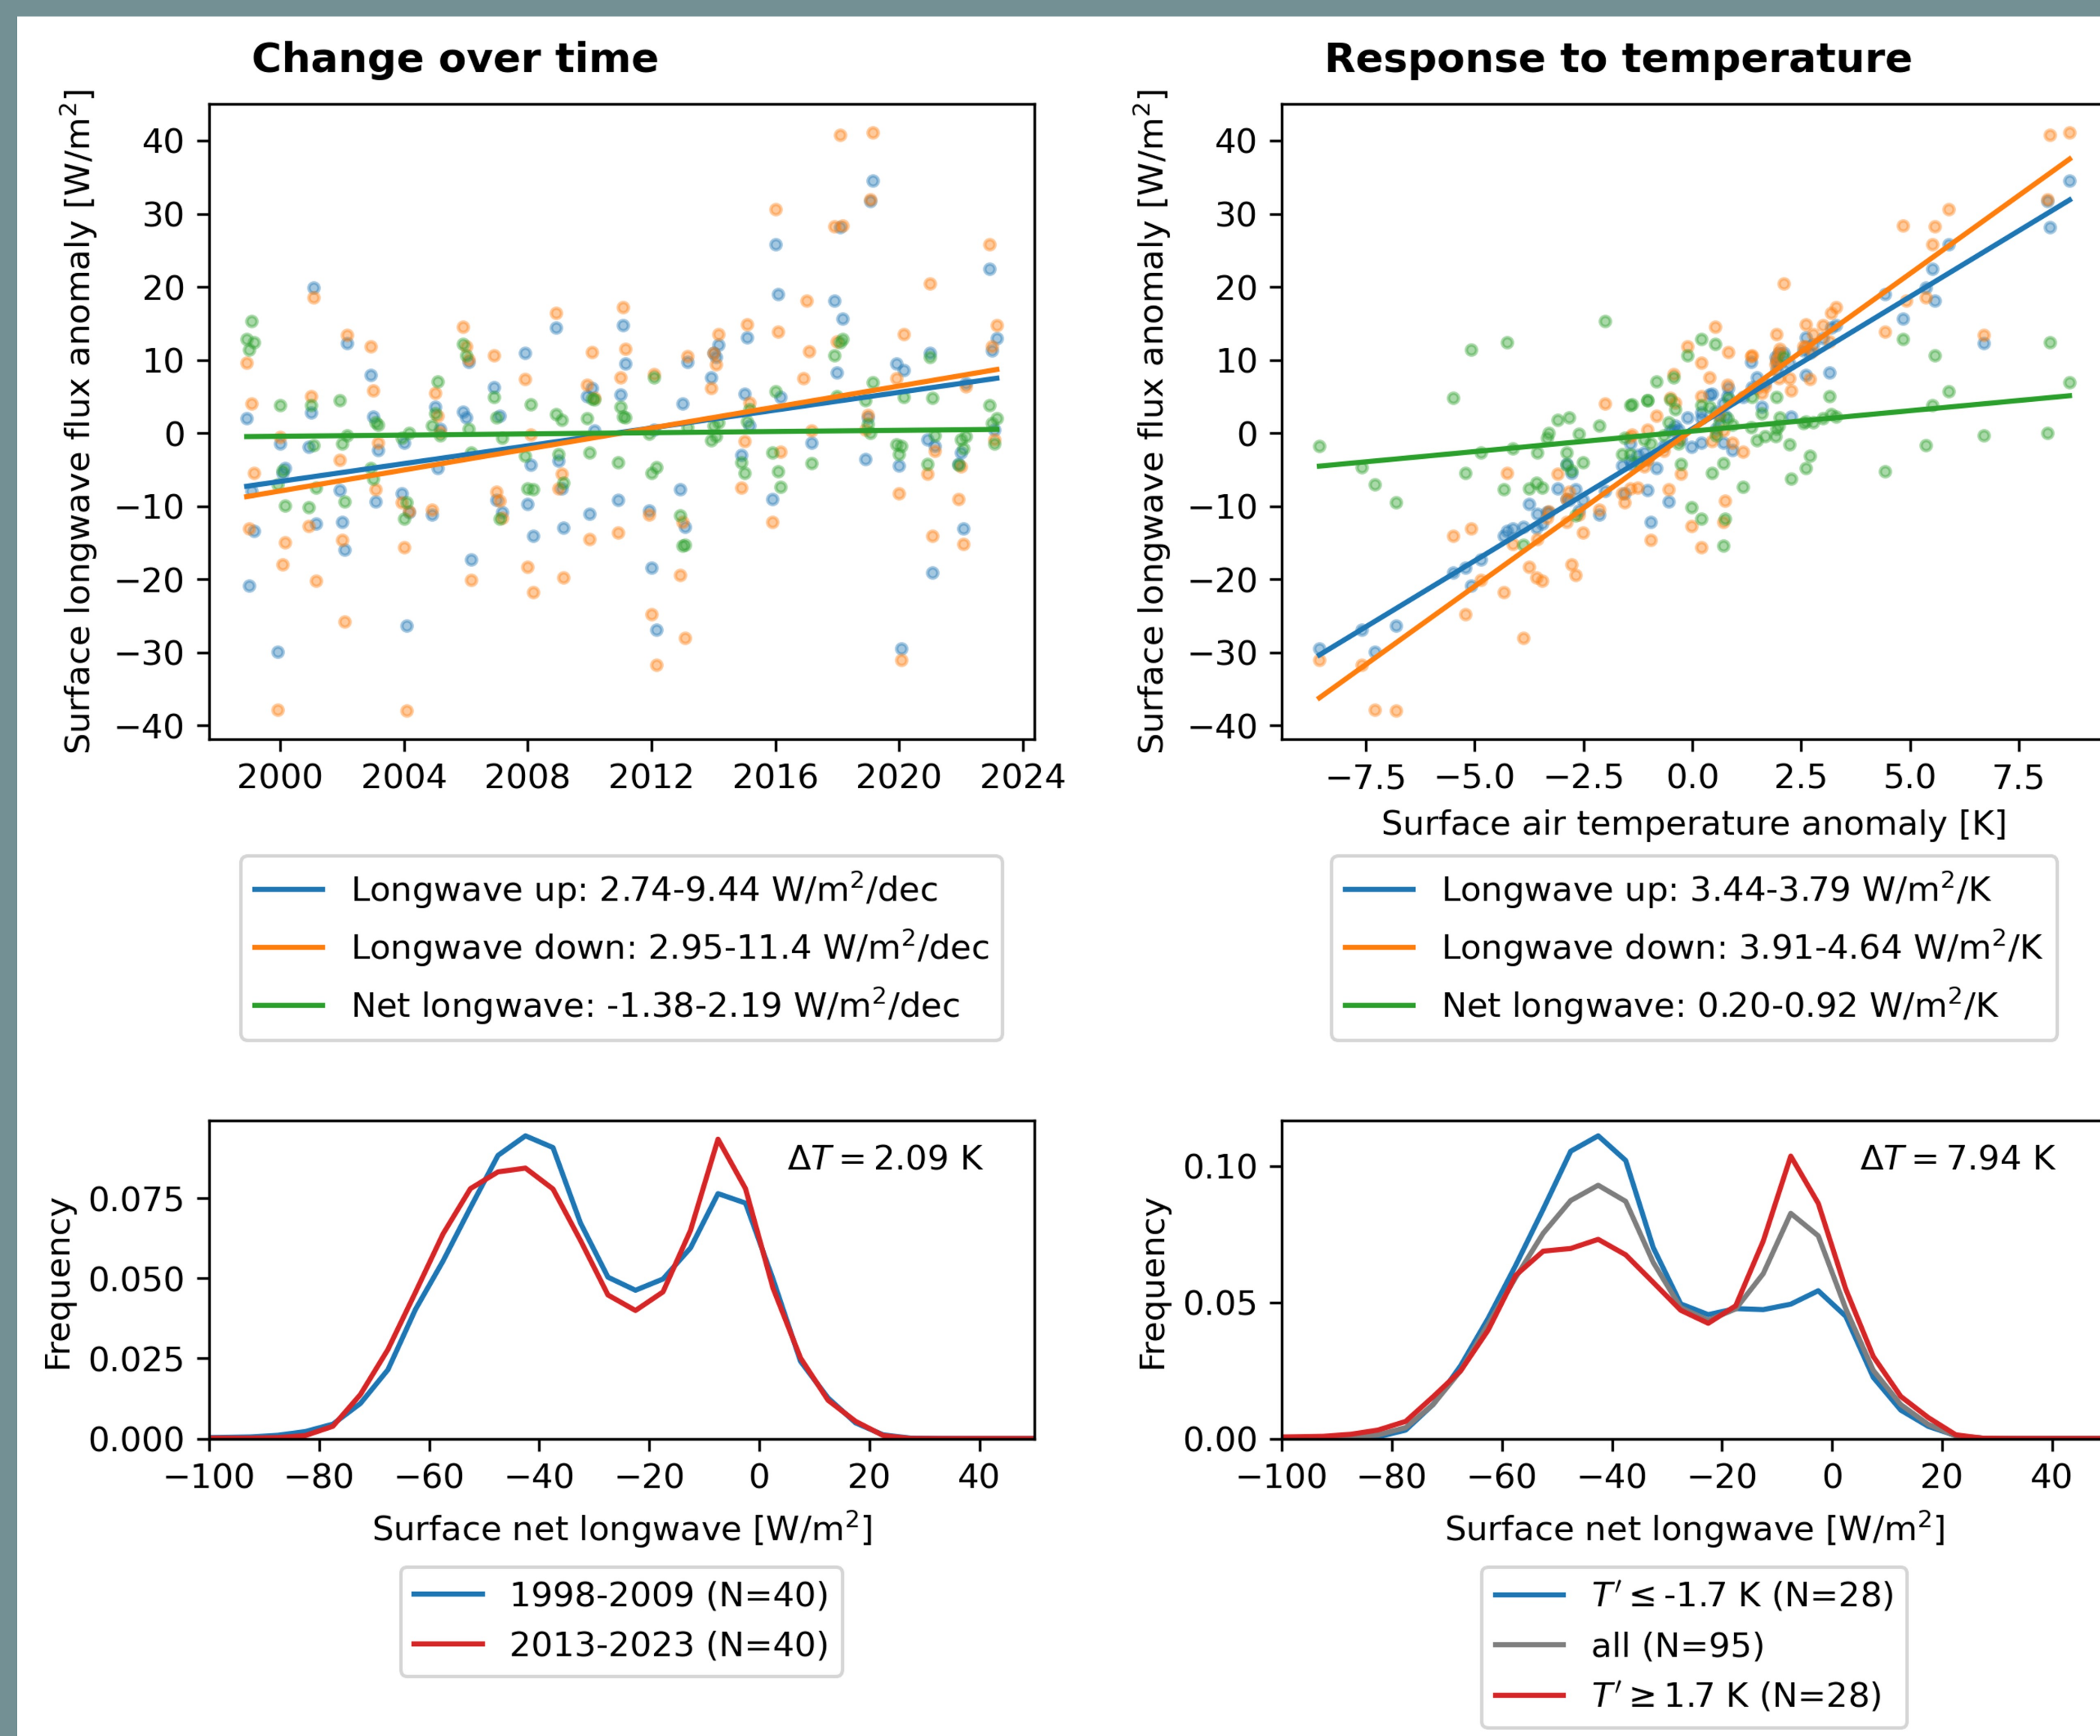 Change over time
Surface longwave flux anomaly [W/m²]
40
30
20
10
0
−10
−20
−30
−40
2000 2004 2008 2012 2016 2020 2024
Longwave up: 2.74-9.44 W/m²/dec
Longwave down: 2.95-11.4 W/m²/dec
Net longwave: -1.38-2.19 W/m²/dec
Response to temperature
Surface longwave flux anomaly [W/m²]
40
30
20
10
0
−10
−20
−30
−40
−7.5 −5.0 −2.5 0.0 2.5 5.0 7.5
Surface air temperature anomaly [K]
Longwave up: 3.44-3.79 W/m²/K
Longwave down: 3.91-4.64 W/m²/K
Net longwave: 0.20-0.92 W/m²/K
ΔT = 2.09 K
Frequency
0.075
0.050
0.025
0.000
−100 −80 −60 −40 −20 0 20 40
Surface net longwave [W/m²]
1998-2009 (N=40)
2013-2023 (N=40)
ΔT = 7.94 K
Frequency
0.10
0.05
0.00
−100 −80 −60 −40 −20 0 20 40
Surface net longwave [W/m²]
T′ ≤ -1.7 K (N=28)
all (N=95)
T′ ≥ 1.7 K (N=28)